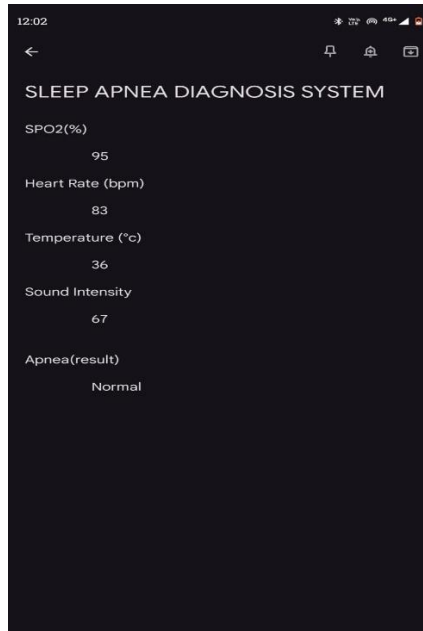 12:02
4G+
SLEEP APNEA DIAGNOSIS SYSTEM
SPO2(%)
95
Heart Rate (bpm)
83
Temperature (°c)
36
Sound Intensity
67
Apnea(result)
Normal